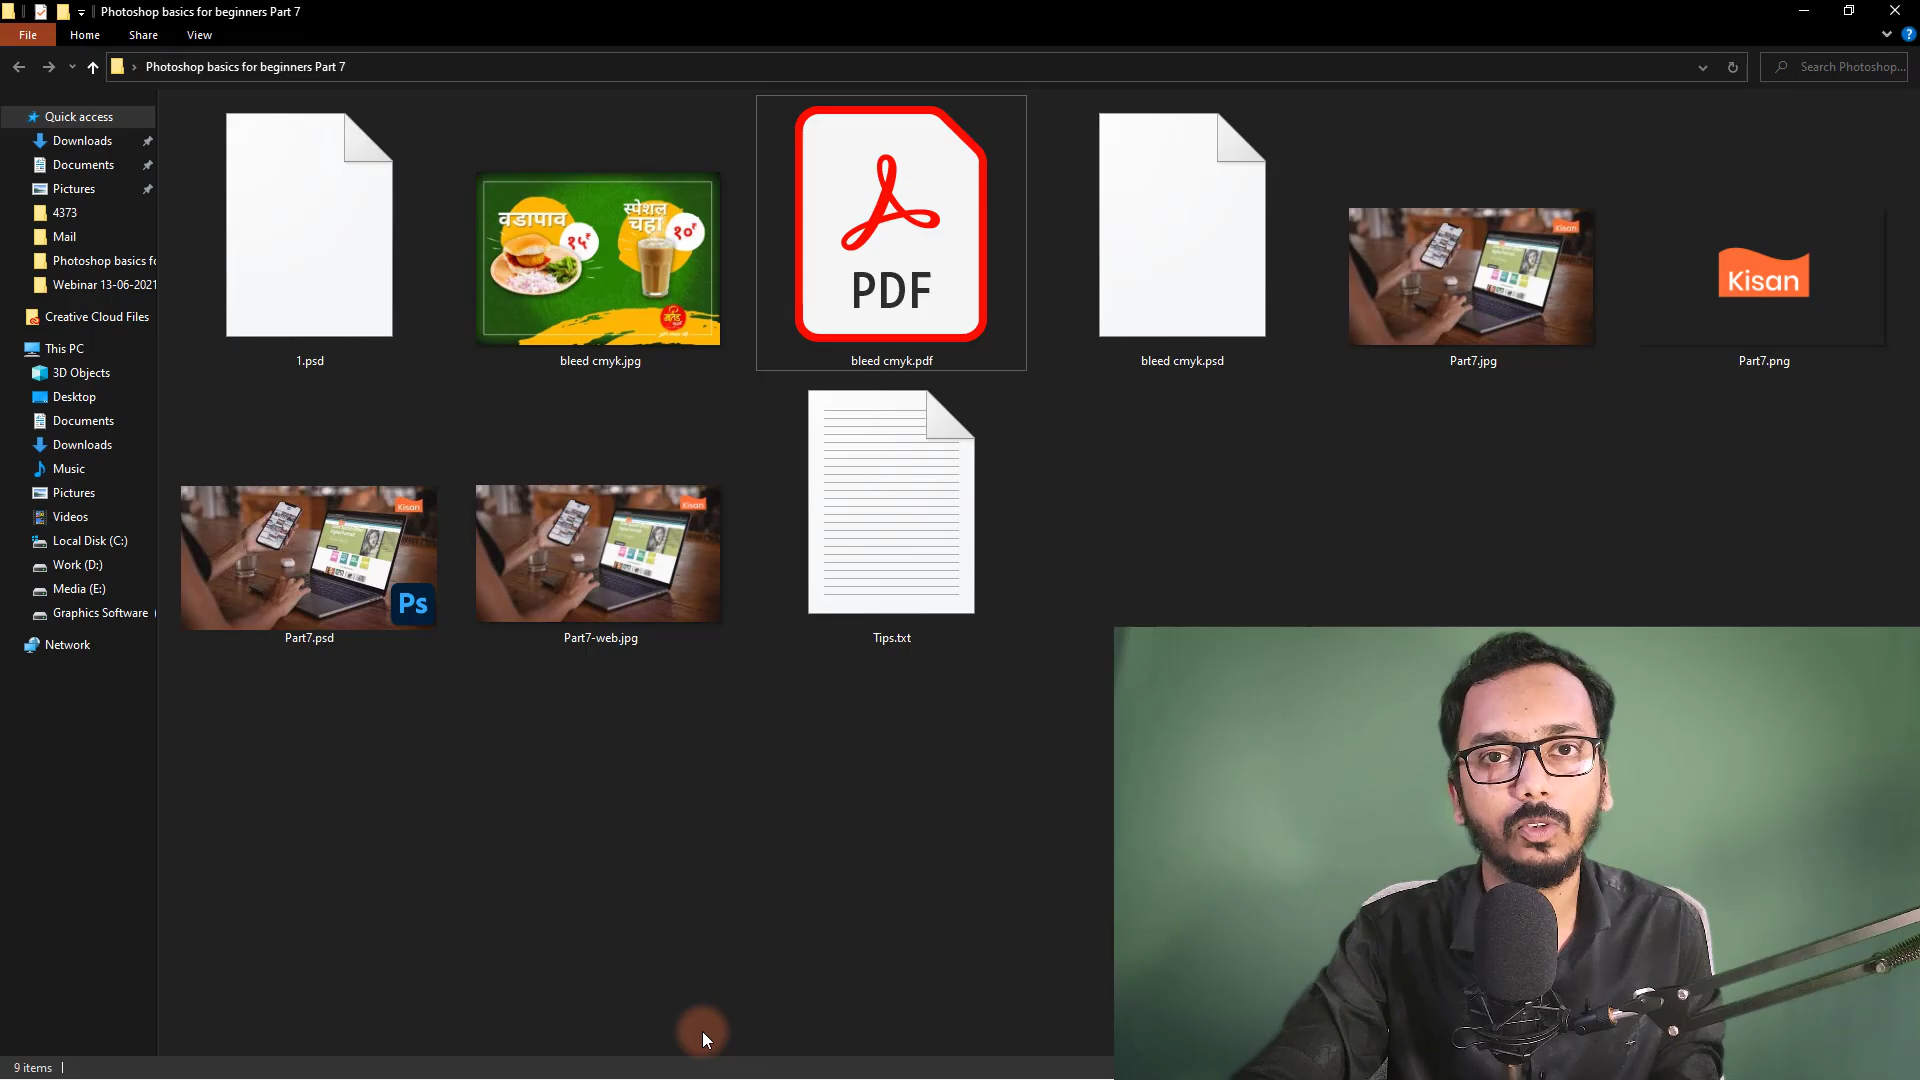 Photoshop basics for beginners Part 7
File
Home
Share
View
?
Photoshop basics for beginners Part 7
Search Photoshop...
Quick access
Downloads
Documents
Pictures
4373
Mail
Photoshop basics fo
Webinar 13-06-2021
Creative Cloud Files
This PC
3D Objects
Desktop
Documents
Downloads
Music
Pictures
Videos
Local Disk (C:)
Work (D:)
Media (E:)
Graphics Software (
Network
वडापाव
१५₹
स्पेशल
चहा
१०₹
PDF
Kisan
Kisan
1.psd
bleed cmyk.jpg
bleed cmyk.pdf
bleed cmyk.psd
Part7.jpg
Part7.png
Kisan
Ps
Kisan
Part7.psd
Part7-web.jpg
Tips.txt
9 items